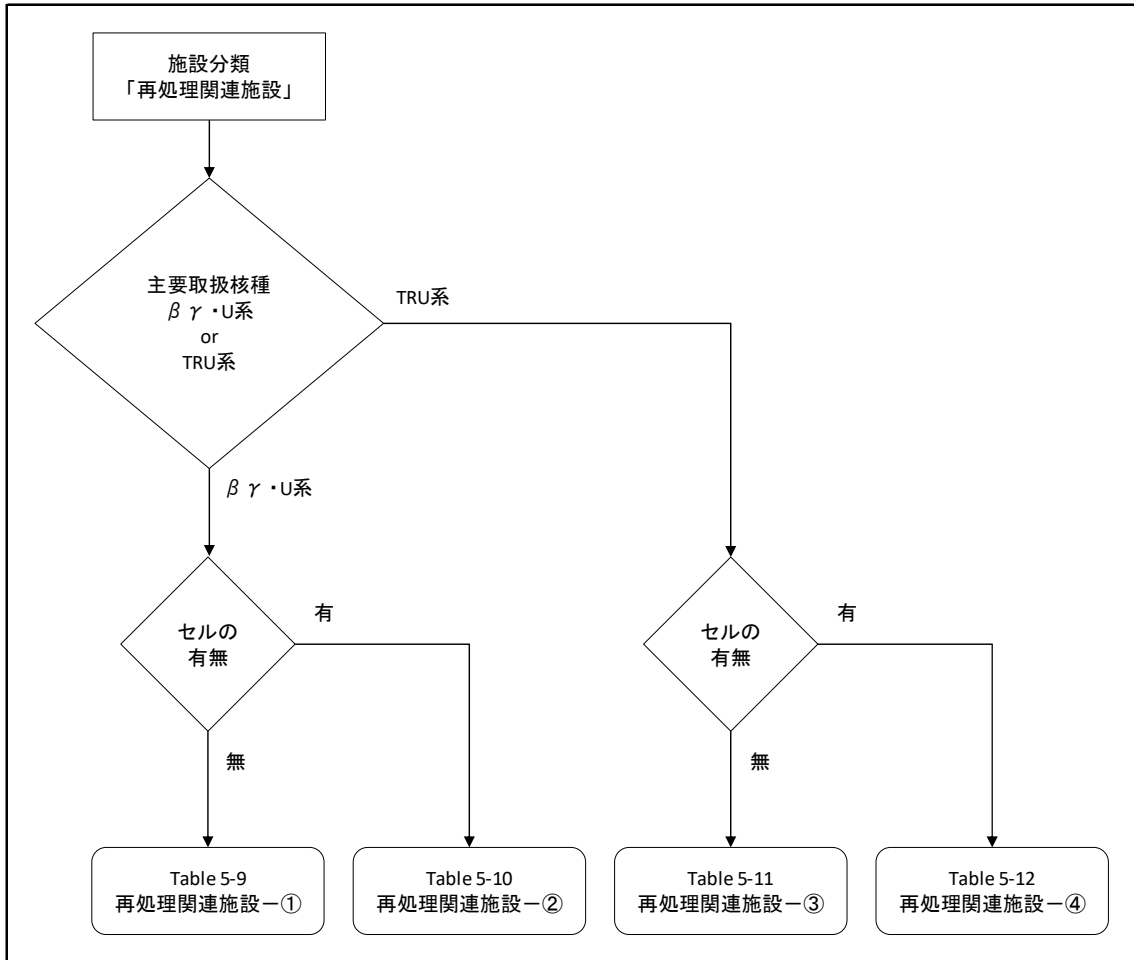 施設分類
「再処理関連施設」
主要取扱核種
βγ・U系
or
TRU系
TRU系
βγ・U系
セルの
有無
有
無
セルの
有無
有
無
Table 5-9
再処理関連施設－①
Table 5-10
再処理関連施設－②
Table 5-11
再処理関連施設－③
Table 5-12
再処理関連施設－④